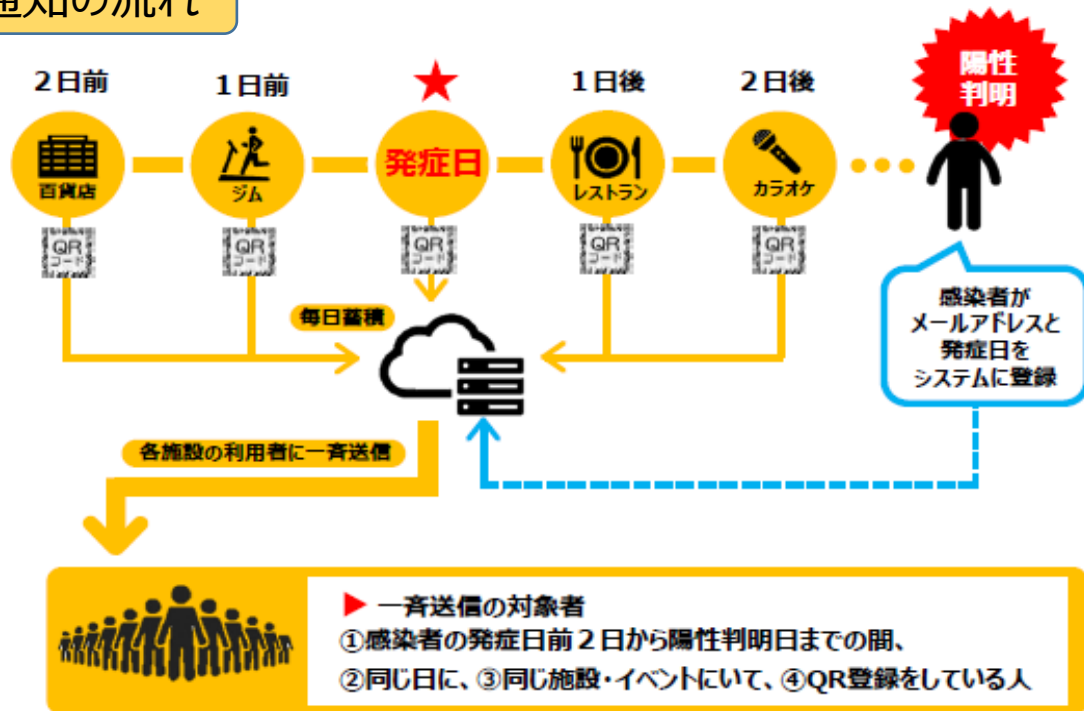 通知の流れ
2日前
1日前
★
1日後
2日後
陽性
判明
百貨店
ジム
発症日
レストラン
カラオケ
QR
コード
QR
コード
QR
コード
QR
コード
QR
コード
毎日蓄積
感染者が
メールアドレスと
発症日を
システムに登録
各施設の利用者に一斉送信
▶ 一斉送信の対象者
①感染者の発症日前2日から陽性判明日までの間、
②同じ日に、③同じ施設・イベントにいて、④QR登録をしている人